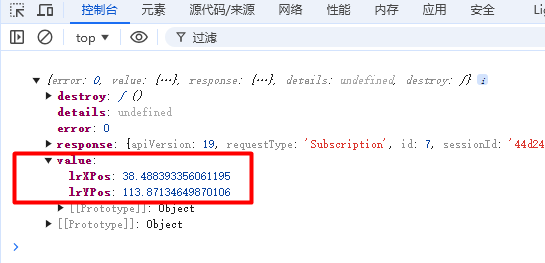 控制台 元素 源代码/来源 网络 性能 内存 应用 安全 Lig
top 过滤
{error: 0, value: {…}, response: {…}, details: undefined, destroy: ƒ} i
destroy: ƒ ()
details: undefined
error: 0
response: {apiVersion: 19, requestType: 'Subscription', id: 7, sessionId: '44d24
value:
lrXPos: 38.488393356061195
lrYPos: 113.87134649870106
[[Prototype]]: Object
[[Prototype]]: Object